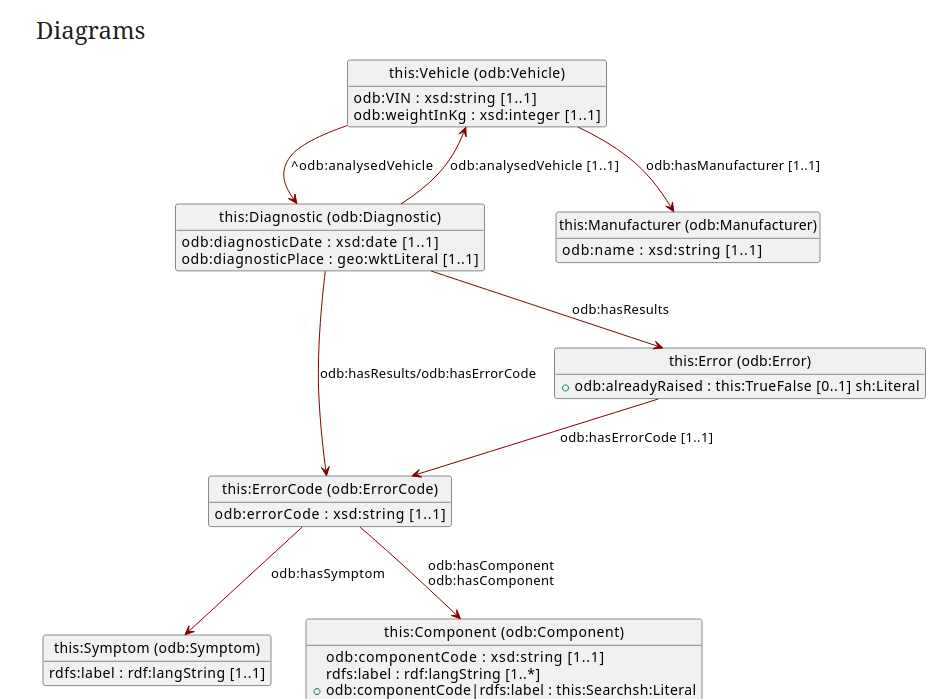 Diagrams
this:Vehicle (odb:Vehicle)
odb:VIN : xsd:string [1..1]
odb:weightInKg : xsd:integer [1..1]
^odb:analysedVehicle
odb:analysedVehicle [1..1]
odb:hasManufacturer [1..1]
this:Diagnostic (odb:Diagnostic)
odb:diagnosticDate : xsd:date [1..1]
odb:diagnosticPlace : geo:wktLiteral [1..1]
this:Manufacturer (odb:Manufacturer)
odb:name : xsd:string [1..1]
odb:hasResults
this:Error (odb:Error)
odb:alreadyRaised : this:TrueFalse [0..1] sh:Literal
odb:hasResults/odb:hasErrorCode
odb:hasErrorCode [1..1]
this:ErrorCode (odb:ErrorCode)
odb:errorCode : xsd:string [1..1]
odb:hasSymptom
odb:hasComponent
odb:hasComponent
this:Symptom (odb:Symptom)
rdfs:label : rdf:langString [1..1]
this:Component (odb:Component)
odb:componentCode : xsd:string [1..1]
rdfs:label : rdf:langString [1..*]
odb:componentCode|rdfs:label : this:Searchsh:Literal